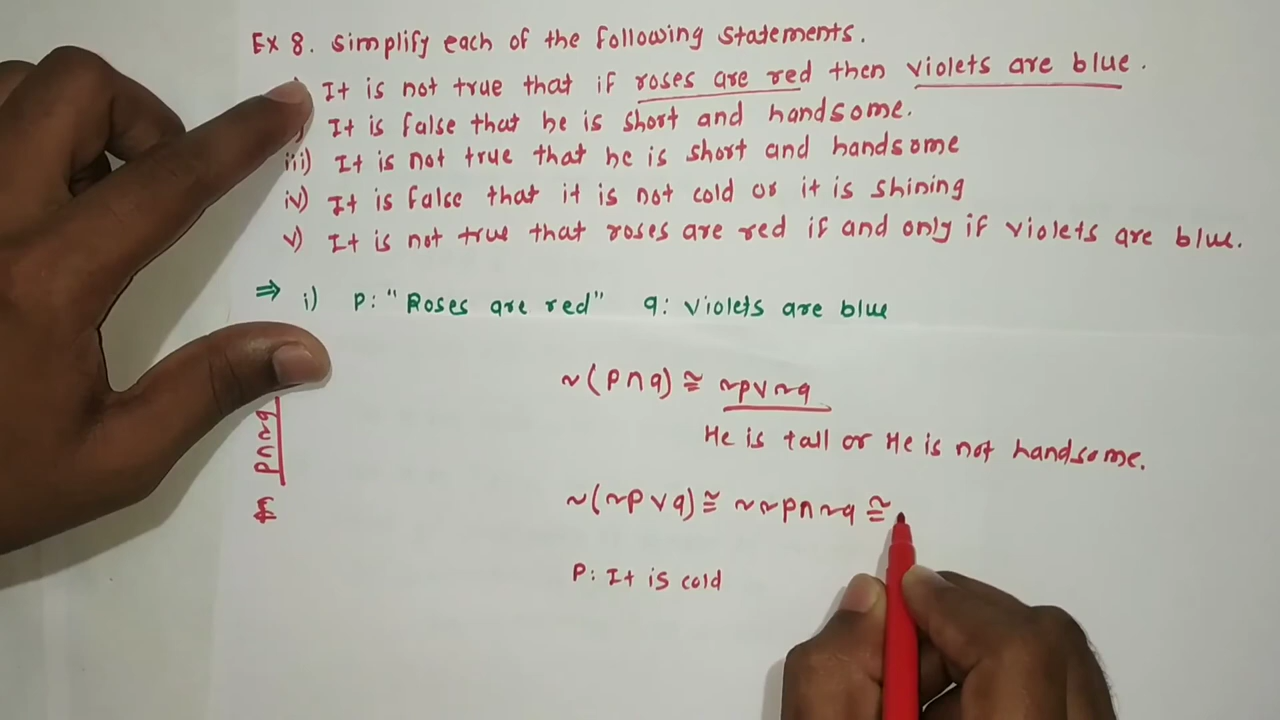 Ex 8. Simplify each of the following statements.
It is not true that if roses are red then violets are blue.
It is false that he is short and handsome.
iii) It is not true that he is short and handsome
iv) It is false that it is not cold or it is shining
v) It is not true that roses are red if and only if violets are blue.
⇒ i) P: "Roses are red" q: violets are blue
~(p∩q) ≅ ~p∨~q
He is tall or He is not handsome.
~(~p∨q) ≅ ~~p∩~q ≅
P: It is cold
p∩~q